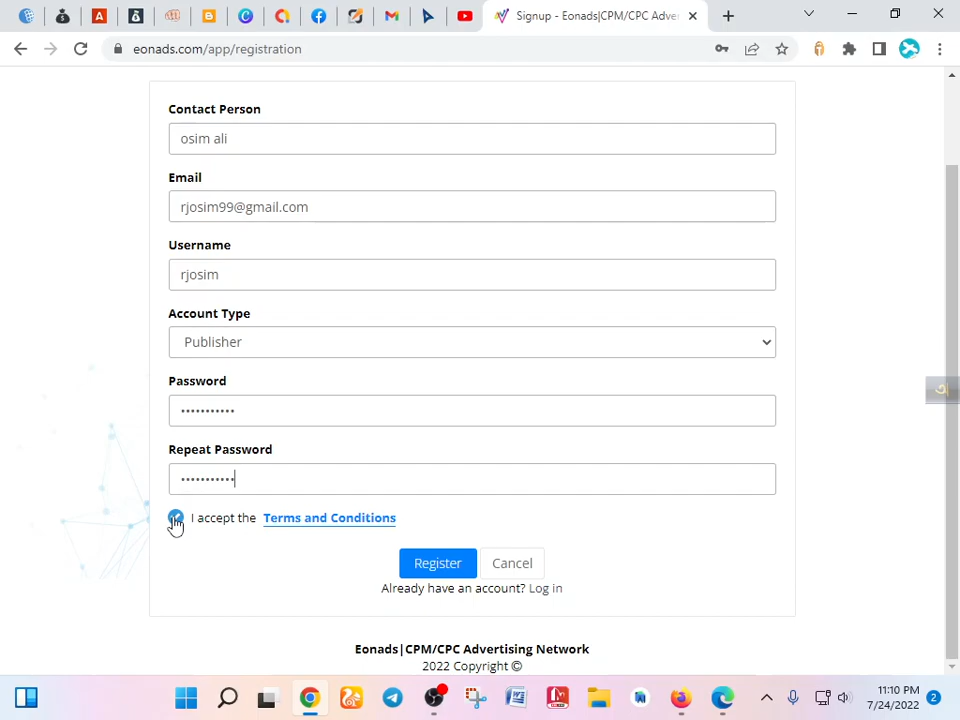 Signup - Eonads|CPM/CPC Adve
eonads.com/app/registration
Contact Person
osim ali
Email
rjosim99@gmail.com
Username
rjosim
Account Type
Publisher
Password
•••••••••••
Repeat Password
•••••••••••
I accept the Terms and Conditions
Register Cancel
Already have an account? Log in
Eonads|CPM/CPC Advertising Network
2022 Copyright ©
11:10 PM
7/24/2022
2